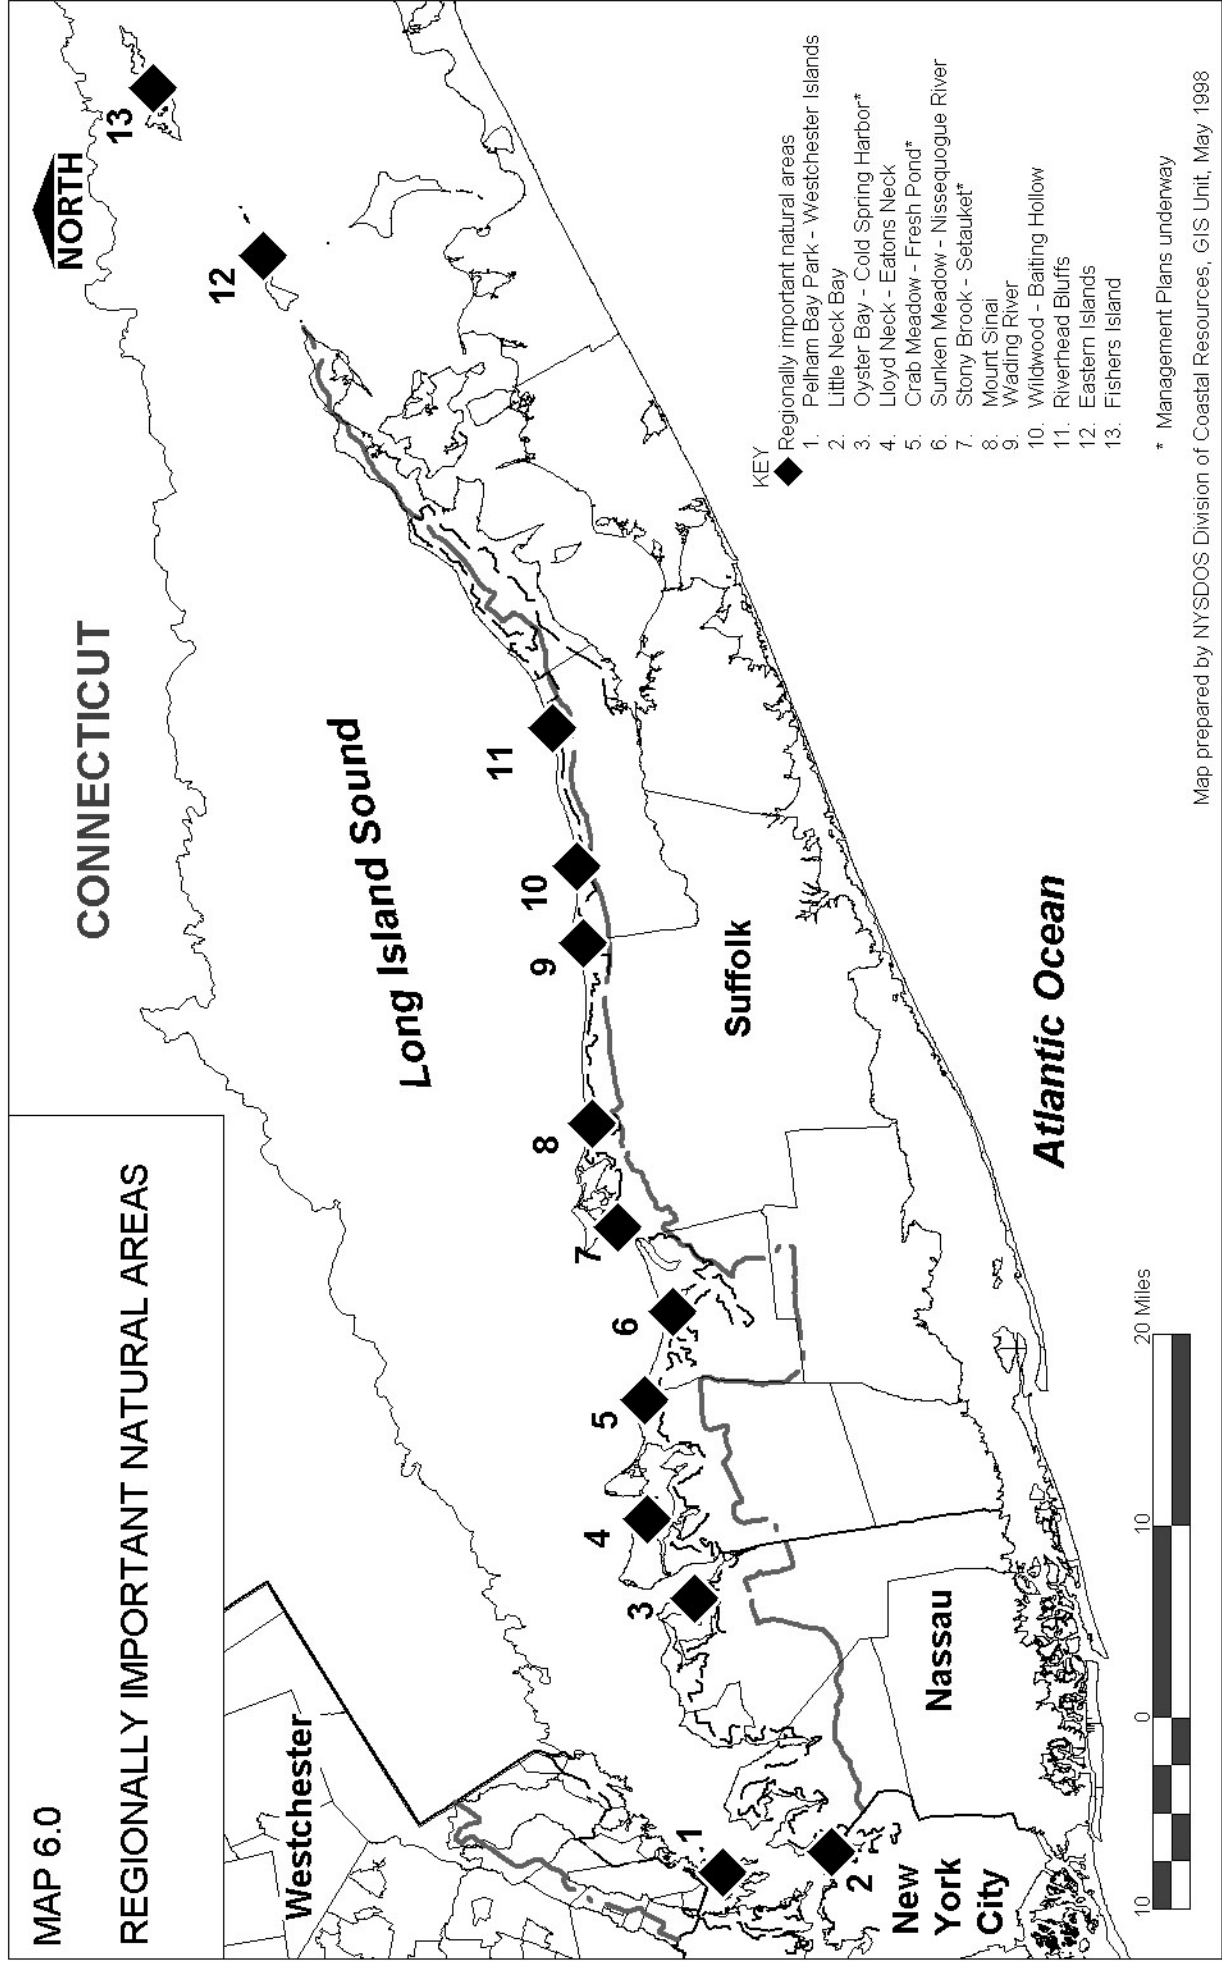 MAP 6.0
REGIONALLY IMPORTANT NATURAL AREAS
CONNECTICUT
NORTH
Westchester
Long Island Sound
13
12
11
10
9
8
7
6
5
4
3
1
2
Suffolk
Nassau
New
York
City
Atlantic Ocean
KEY
Regionally important natural areas
1. Pelham Bay Park - Westchester Islands
2. Little Neck Bay
3. Oyster Bay - Cold Spring Harbor*
4. Lloyd Neck - Eatons Neck
5. Crab Meadow - Fresh Pond*
6. Sunken Meadow - Nissequogue River
7. Stony Brook - Setauket*
8. Mount Sinai
9. Wading River
10. Wildwood - Baiting Hollow
11. Riverhead Bluffs
12. Eastern Islands
13. Fishers Island
* Management Plans underway
10 0 10 20 Miles
Map prepared by NYSDOS Division of Coastal Resources, GIS Unit, May 1998